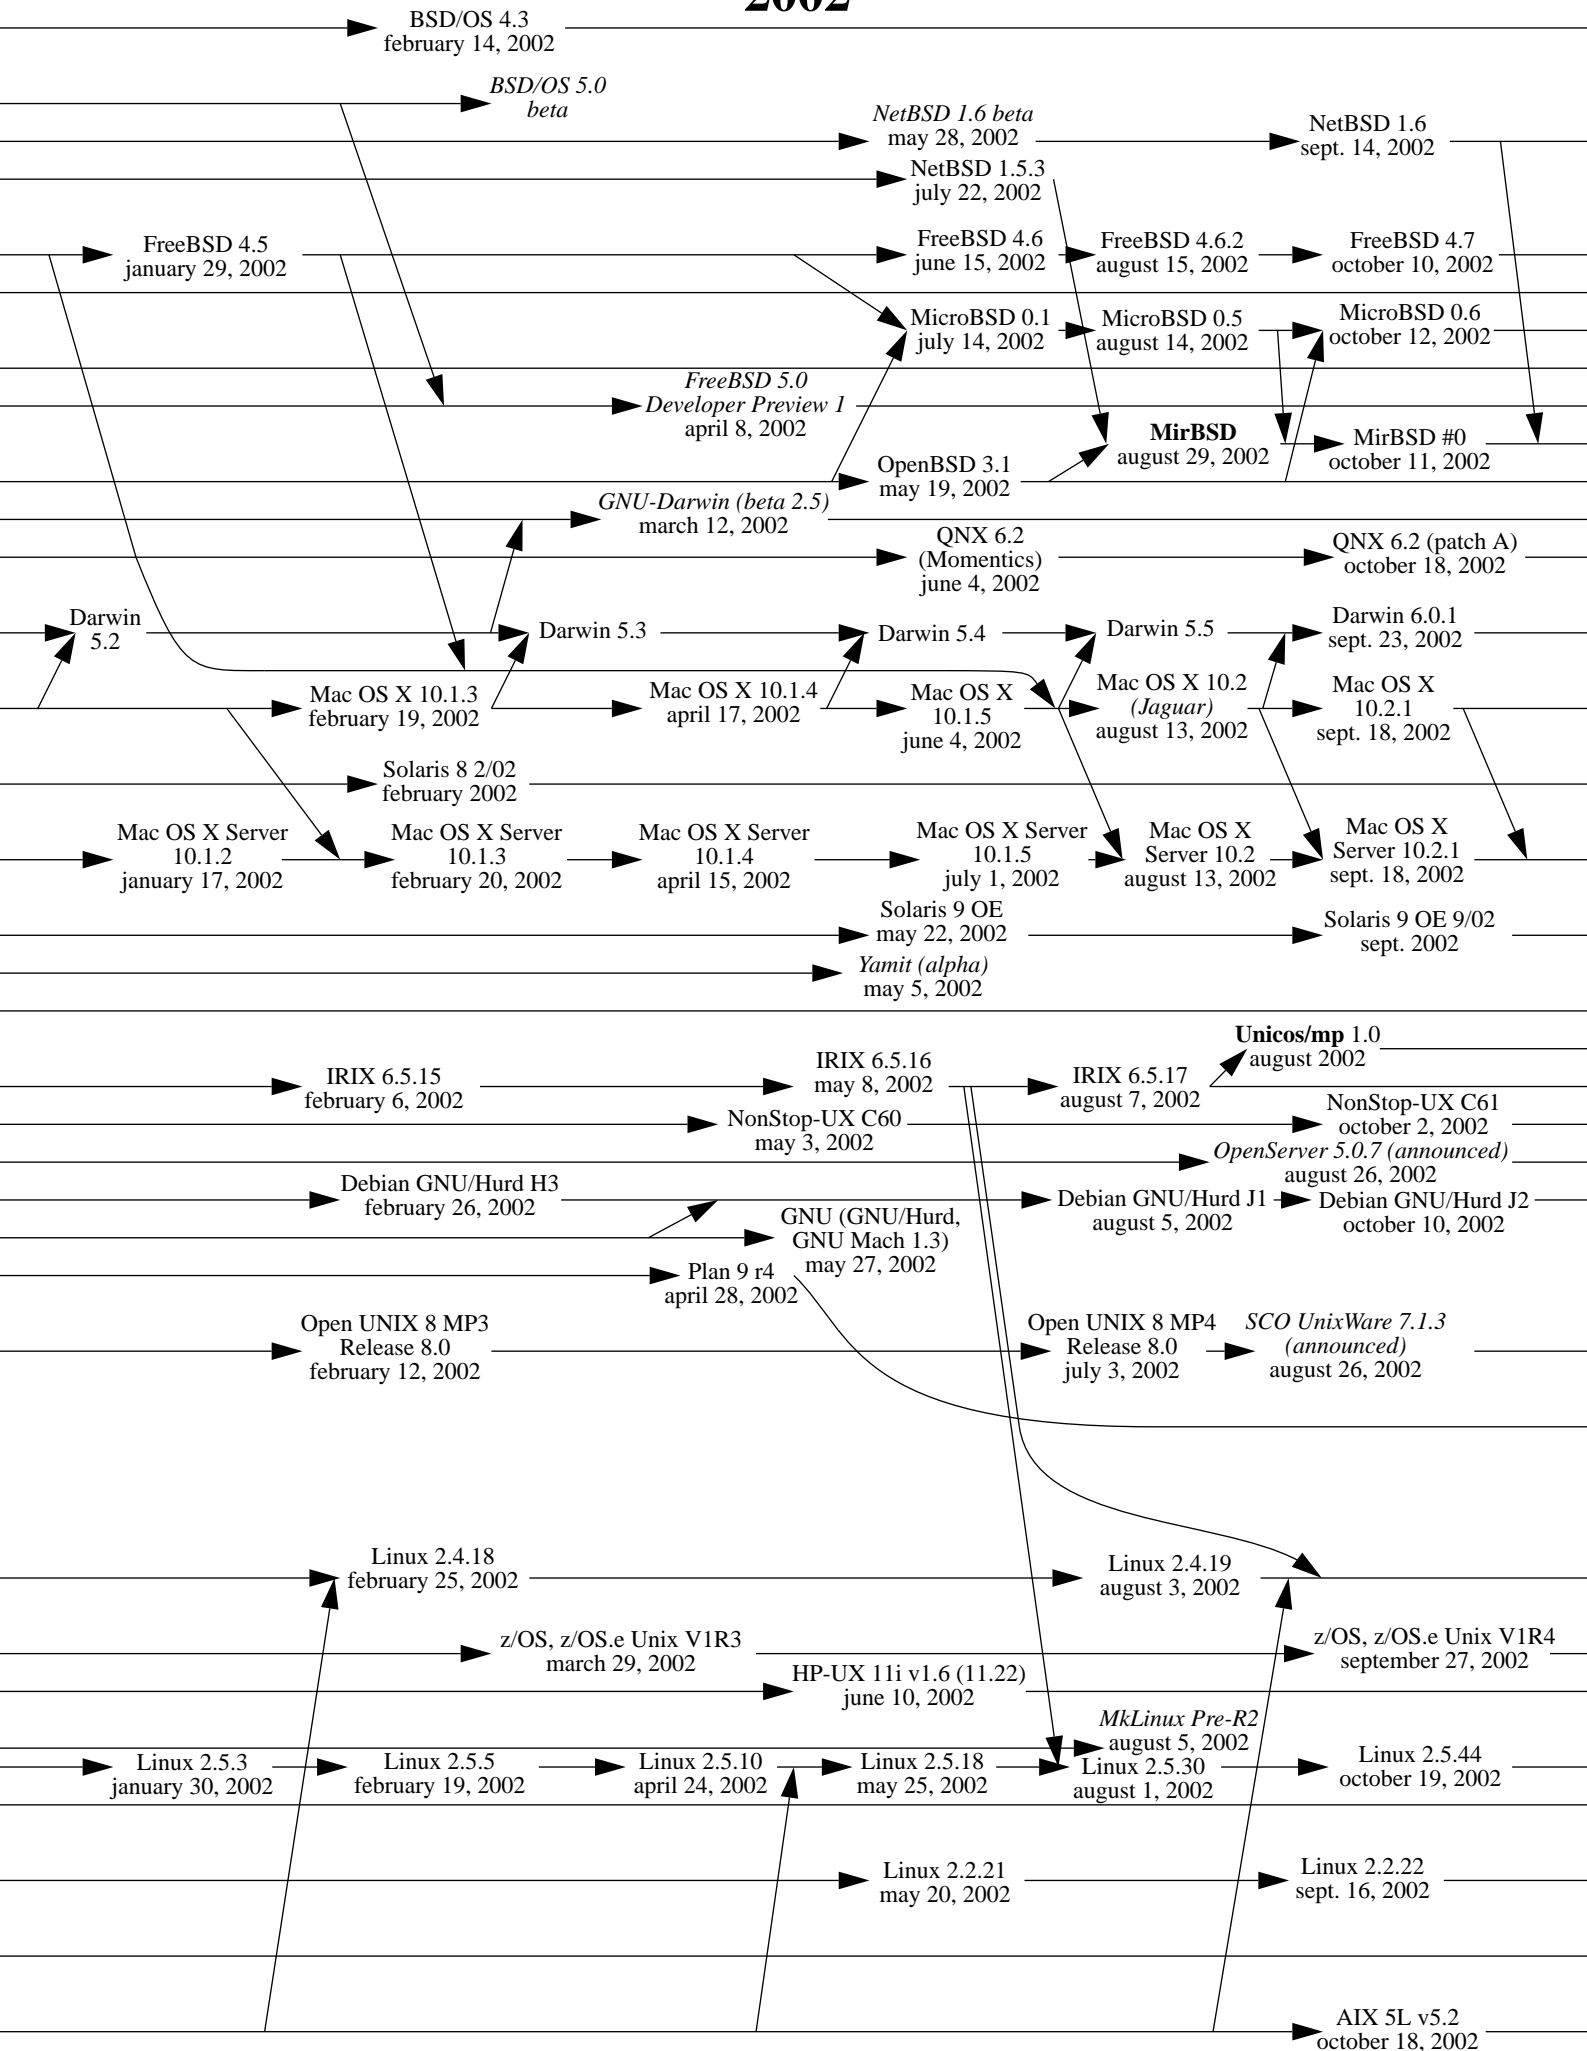 2002
BSD/OS 4.3
february 14, 2002
BSD/OS 5.0
beta
NetBSD 1.6 beta
may 28, 2002
NetBSD 1.6
sept. 14, 2002
NetBSD 1.5.3
july 22, 2002
FreeBSD 4.5
january 29, 2002
FreeBSD 4.6
june 15, 2002
FreeBSD 4.6.2
august 15, 2002
FreeBSD 4.7
october 10, 2002
MicroBSD 0.1
july 14, 2002
MicroBSD 0.5
august 14, 2002
MicroBSD 0.6
october 12, 2002
FreeBSD 5.0
Developer Preview 1
april 8, 2002
MirBSD
august 29, 2002
MirBSD #0
october 11, 2002
OpenBSD 3.1
may 19, 2002
GNU-Darwin (beta 2.5)
march 12, 2002
QNX 6.2
(Momentics)
june 4, 2002
QNX 6.2 (patch A)
october 18, 2002
Darwin
5.2
Darwin 5.3
Darwin 5.4
Darwin 5.5
Darwin 6.0.1
sept. 23, 2002
Mac OS X 10.1.3
february 19, 2002
Mac OS X 10.1.4
april 17, 2002
Mac OS X
10.1.5
june 4, 2002
Mac OS X 10.2
(Jaguar)
august 13, 2002
Mac OS X
10.2.1
sept. 18, 2002
Solaris 8 2/02
february 2002
Mac OS X Server
10.1.2
january 17, 2002
Mac OS X Server
10.1.3
february 20, 2002
Mac OS X Server
10.1.4
april 15, 2002
Mac OS X Server
10.1.5
july 1, 2002
Mac OS X
Server 10.2
august 13, 2002
Mac OS X
Server 10.2.1
sept. 18, 2002
Solaris 9 OE
may 22, 2002
Solaris 9 OE 9/02
sept. 2002
Yamit (alpha)
may 5, 2002
Unicos/mp 1.0
august 2002
IRIX 6.5.15
february 6, 2002
IRIX 6.5.16
may 8, 2002
IRIX 6.5.17
august 7, 2002
NonStop-UX C60
may 3, 2002
NonStop-UX C61
october 2, 2002
OpenServer 5.0.7 (announced)
august 26, 2002
Debian GNU/Hurd H3
february 26, 2002
Debian GNU/Hurd J1
august 5, 2002
Debian GNU/Hurd J2
october 10, 2002
GNU (GNU/Hurd,
GNU Mach 1.3)
may 27, 2002
Plan 9 r4
april 28, 2002
Open UNIX 8 MP3
Release 8.0
february 12, 2002
Open UNIX 8 MP4
Release 8.0
july 3, 2002
SCO UnixWare 7.1.3
(announced)
august 26, 2002
Linux 2.4.18
february 25, 2002
Linux 2.4.19
august 3, 2002
z/OS, z/OS.e Unix V1R3
march 29, 2002
z/OS, z/OS.e Unix V1R4
september 27, 2002
HP-UX 11i v1.6 (11.22)
june 10, 2002
MkLinux Pre-R2
august 5, 2002
Linux 2.5.3
january 30, 2002
Linux 2.5.5
february 19, 2002
Linux 2.5.10
april 24, 2002
Linux 2.5.18
may 25, 2002
Linux 2.5.30
august 1, 2002
Linux 2.5.44
october 19, 2002
Linux 2.2.21
may 20, 2002
Linux 2.2.22
sept. 16, 2002
AIX 5L v5.2
october 18, 2002